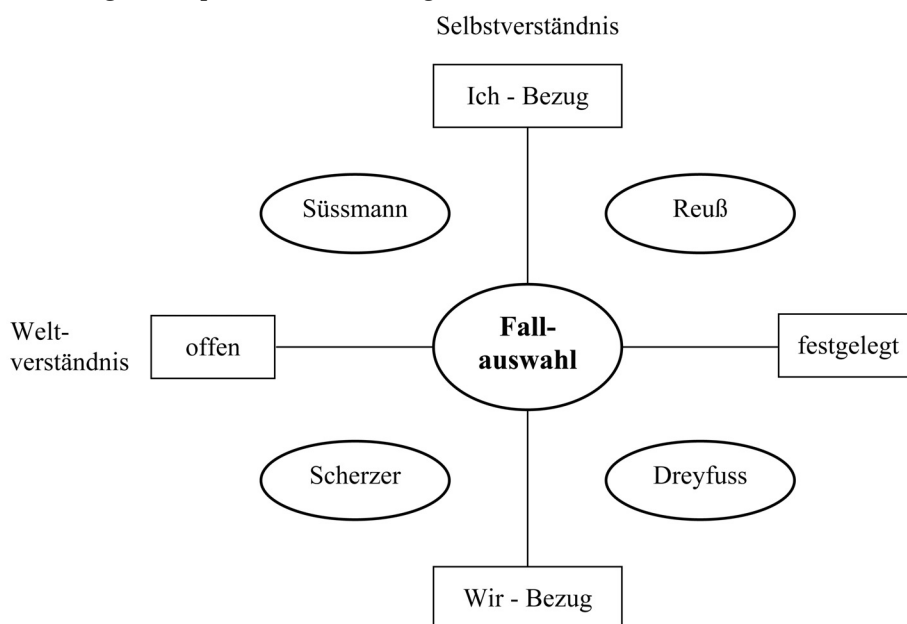 Selbstverständnis
Ich - Bezug
Süssmann
Reuß
Welt-
verständnis
offen
Fall-
auswahl
festgelegt
Scherzer
Dreyfuss
Wir - Bezug